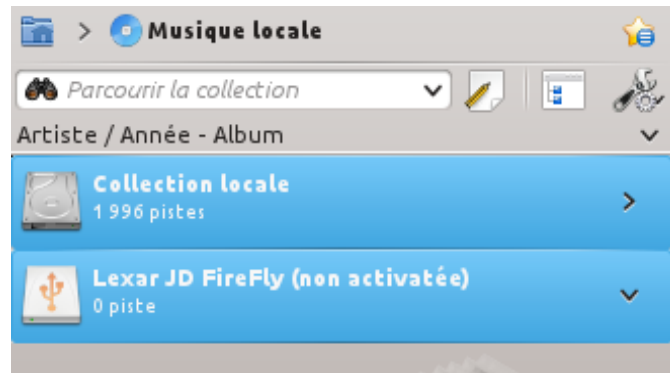 Musique locale
Parcourir la collection
Artiste / Année - Album
Collection locale
1 996 pistes
Lexar JD FireFly (non activatée)
0 piste